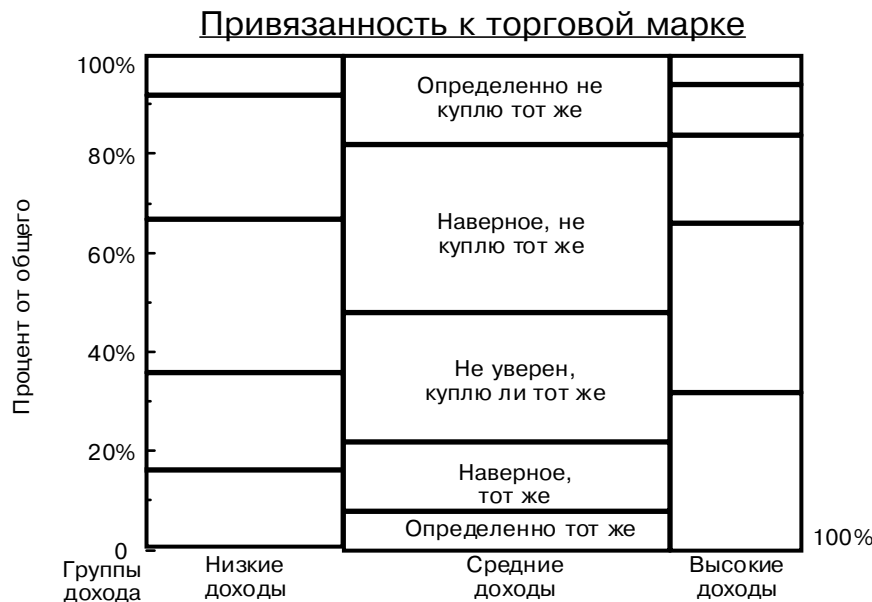 Привязанность к торговой марке
Процент от общего
100%
80%
60%
40%
20%
0
Определенно не
куплю тот же
Наверное, не
куплю тот же
Не уверен,
куплю ли тот же
Наверное,
тот же
Определенно тот же
100%
Группы
дохода
Низкие
доходы
Средние
доходы
Высокие
доходы